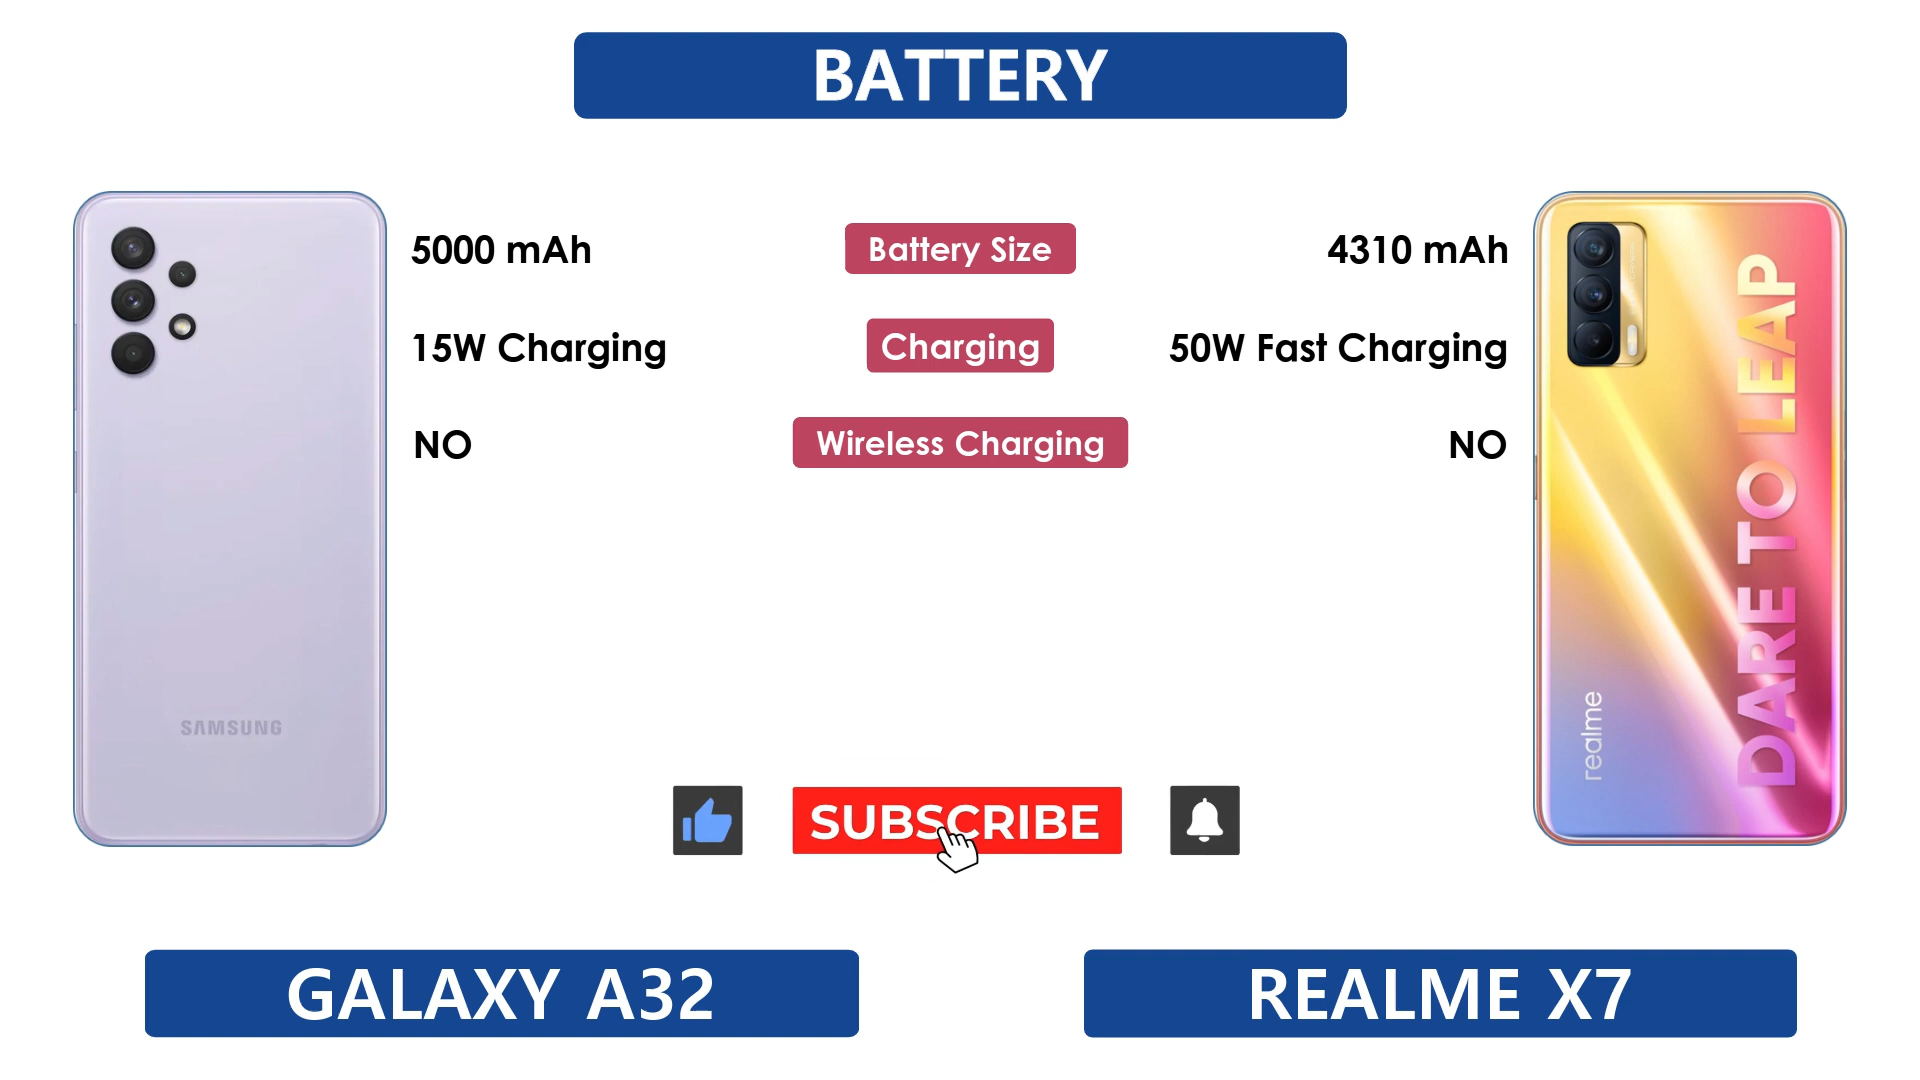 BATTERY
5000 mAh
Battery Size
4310 mAh
15W Charging
Charging
50W Fast Charging
NO
Wireless Charging
NO
SAMSUNG
realme
DARE TO LEAP
SUBSCRIBE
GALAXY A32
REALME X7